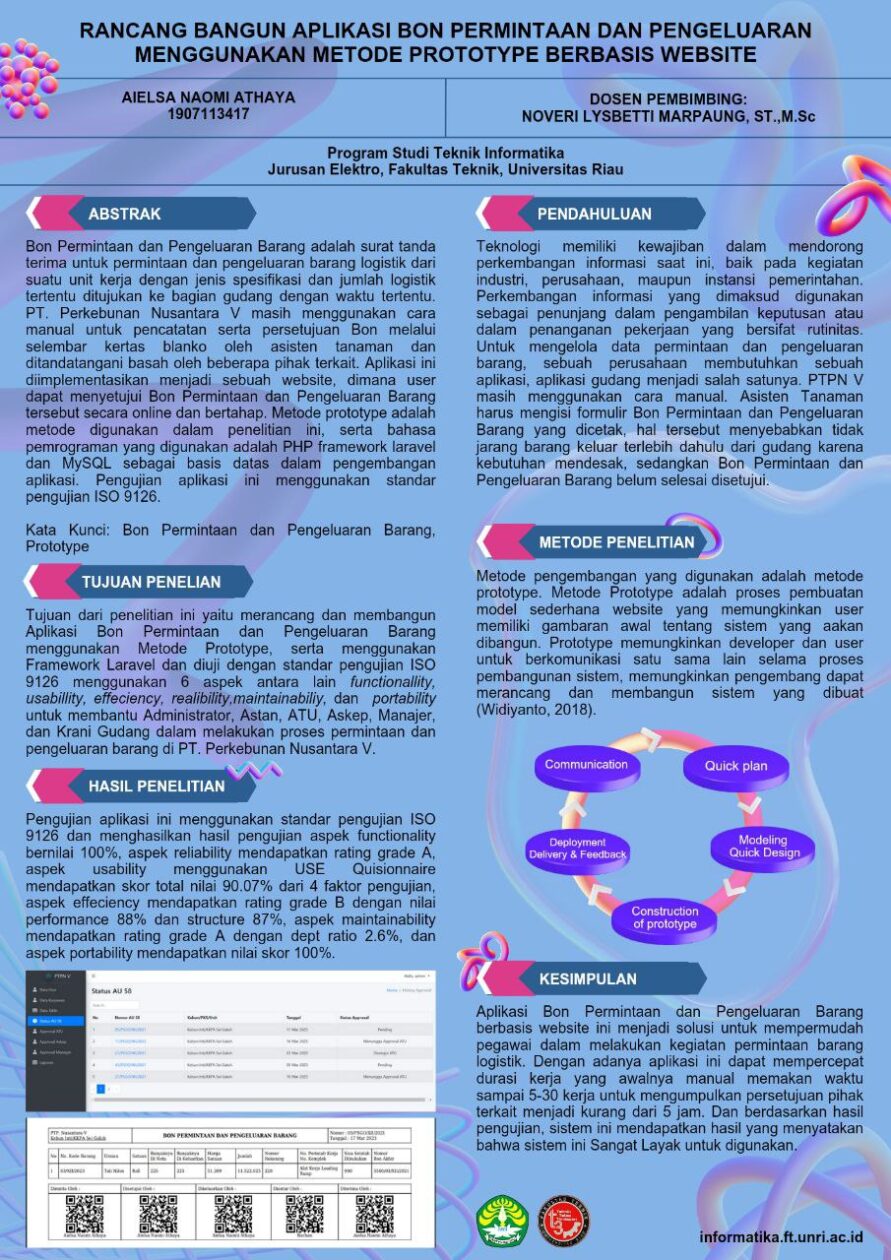 RANCANG BANGUN APLIKASI BON PERMINTAAN DAN PENGELUARAN
MENGGUNAKAN METODE PROTOTYPE BERBASIS WEBSITE
AIELSA NAOMI ATHAYA
1907113417
DOSEN PEMBIMBING:
NOVERI LYSBETTI MARPAUNG, ST.,M.Sc
Program Studi Teknik Informatika
Jurusan Elektro, Fakultas Teknik, Universitas Riau
ABSTRAK
Bon Permintaan dan Pengeluaran Barang adalah surat tanda
terima untuk permintaan dan pengeluaran barang logistik dari
suatu unit kerja dengan jenis spesifikasi dan jumlah logistik
tertentu ditujukan ke bagian gudang dengan waktu tertentu.
PT. Perkebunan Nusantara V masih menggunakan cara
manual untuk pencatatan serta persetujuan Bon melalui
selembar kertas blanko oleh asisten tanaman dan
ditandatangani basah oleh beberapa pihak terkait. Aplikasi ini
diimplementasikan menjadi sebuah website, dimana user
dapat menyetujui Bon Permintaan dan Pengeluaran Barang
tersebut secara online dan bertahap. Metode prototype adalah
metode digunakan dalam penelitian ini, serta bahasa
pemrograman yang digunakan adalah PHP framework laravel
dan MySQL sebagai basis datas dalam pengembangan
aplikasi. Pengujian aplikasi ini menggunakan standar
pengujian ISO 9126.
Kata Kunci: Bon Permintaan dan Pengeluaran Barang,
Prototype
TUJUAN PENELIAN
Tujuan dari penelitian ini yaitu merancang dan membangun
Aplikasi Bon Permintaan dan Pengeluaran Barang
menggunakan Metode Prototype, serta menggunakan
Framework Laravel dan diuji dengan standar pengujian ISO
9126 menggunakan 6 aspek antara lain functionallity,
usabillity, effeciency, realibility,maintainabiliy, dan portability
untuk membantu Administrator, Astan, ATU, Askep, Manajer,
dan Krani Gudang dalam melakukan proses permintaan dan
pengeluaran barang di PT. Perkebunan Nusantara V.
HASIL PENELITIAN
Pengujian aplikasi ini menggunakan standar pengujian ISO
9126 dan menghasilkan hasil pengujian aspek functionality
bernilai 100%, aspek reliability mendapatkan rating grade A,
aspek usability menggunakan USE Quisionnaire
mendapatkan skor total nilai 90.07% dari 4 faktor pengujian,
aspek effeciency mendapatkan rating grade B dengan nilai
performance 88% dan structure 87%, aspek maintainability
mendapatkan rating grade A dengan dept ratio 2.6%, dan
aspek portability mendapatkan nilai skor 100%.
PTPN V
Status AU 58
BON PERMINTAAN DAN PENGELUARAN BARANG
PENDAHULUAN
Teknologi memiliki kewajiban dalam mendorong
perkembangan informasi saat ini, baik pada kegiatan
industri, perusahaan, maupun instansi pemerintahan.
Perkembangan informasi yang dimaksud digunakan
sebagai penunjang dalam pengambilan keputusan atau
dalam penanganan pekerjaan yang bersifat rutinitas.
Untuk mengelola data permintaan dan pengeluaran
barang, sebuah perusahaan membutuhkan sebuah
aplikasi, aplikasi gudang menjadi salah satunya. PTPN V
masih menggunakan cara manual. Asisten Tanaman
harus mengisi formulir Bon Permintaan dan Pengeluaran
Barang yang dicetak, hal tersebut menyebabkan tidak
jarang barang keluar terlebih dahulu dari gudang karena
kebutuhan mendesak, sedangkan Bon Permintaan dan
Pengeluaran Barang belum selesai disetujui.
METODE PENELITIAN
Metode pengembangan yang digunakan adalah metode
prototype. Metode Prototype adalah proses pembuatan
model sederhana website yang memungkinkan user
memiliki gambaran awal tentang sistem yang aakan
dibangun. Prototype memungkinkan developer dan user
untuk berkomunikasi satu sama lain selama proses
pembangunan sistem, memungkinkan pengembang dapat
merancang dan membangun sistem yang dibuat
(Widiyanto, 2018).
Communication
Quick plan
Modeling
Quick Design
Construction
of prototype
Deployment
Delivery & Feedback
KESIMPULAN
Aplikasi Bon Permintaan dan Pengeluaran Barang
berbasis website ini menjadi solusi untuk mempermudah
pegawai dalam melakukan kegiatan permintaan barang
logistik. Dengan adanya aplikasi ini dapat mempercepat
durasi kerja yang awalnya manual memakan waktu
sampai 5-30 kerja untuk mengumpulkan persetujuan pihak
terkait menjadi kurang dari 5 jam. Dan berdasarkan hasil
pengujian, sistem ini mendapatkan hasil yang menyatakan
bahwa sistem ini Sangat Layak untuk digunakan.
informatika.ft.unri.ac.id